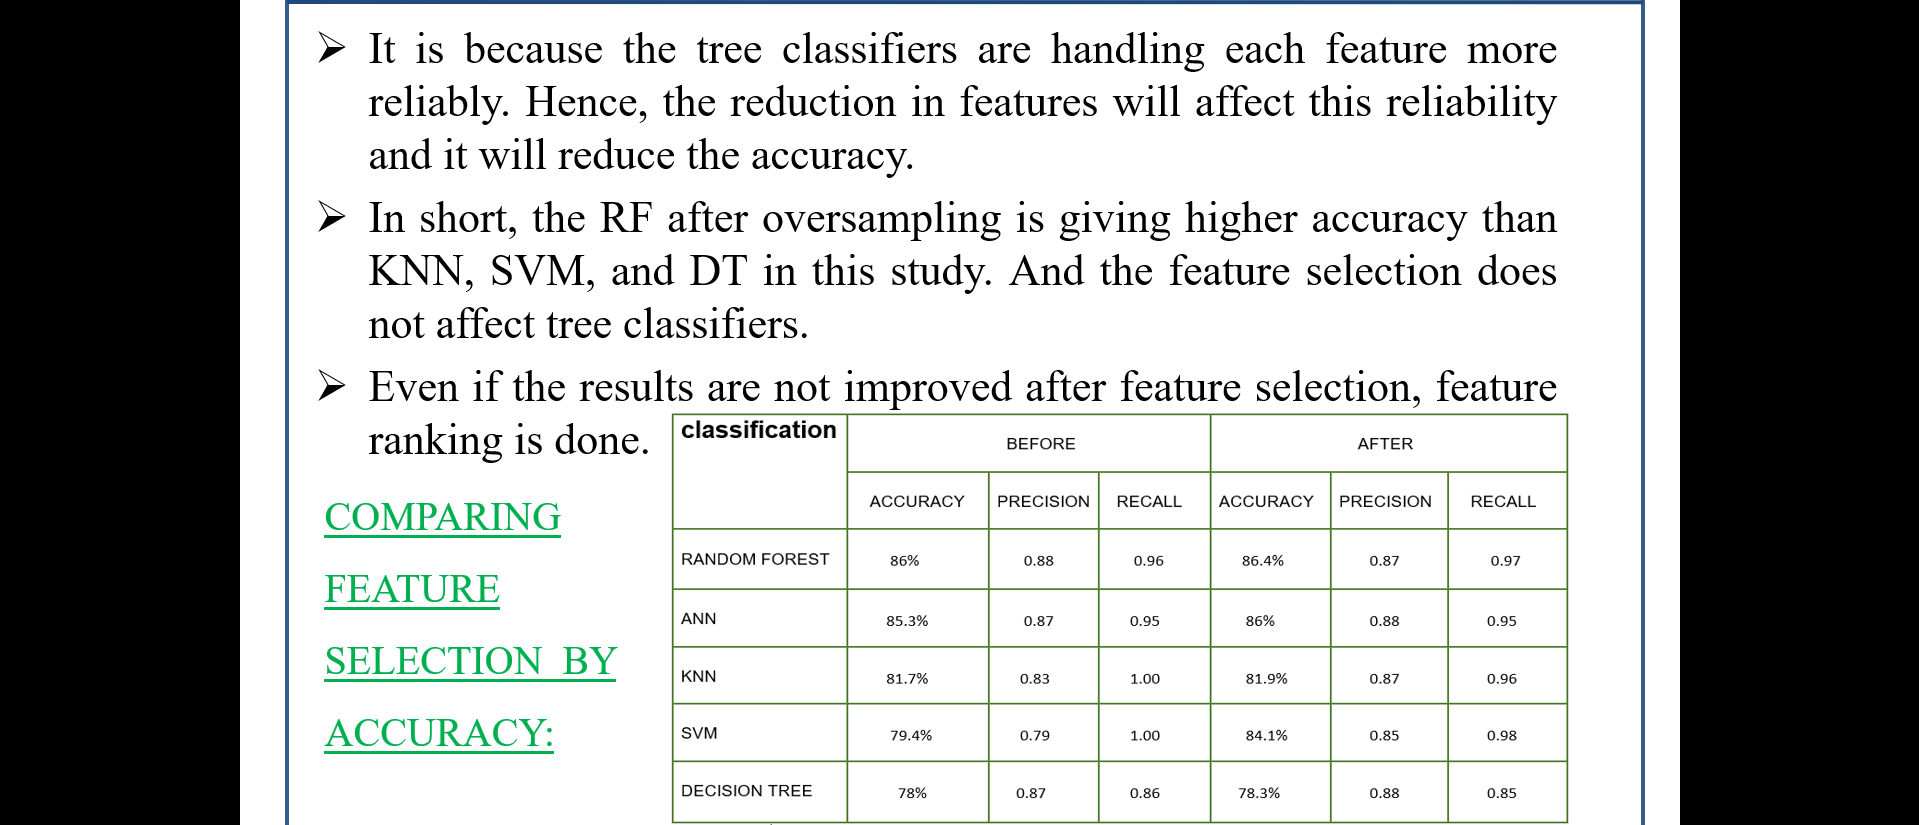 It is because the tree classifiers are handling each feature more
reliably. Hence, the reduction in features will affect this reliability
and it will reduce the accuracy.
In short, the RF after oversampling is giving higher accuracy than
KNN, SVM, and DT in this study. And the feature selection does
not affect tree classifiers.
Even if the results are not improved after feature selection, feature
ranking is done.
COMPARING
FEATURE
SELECTION BY
ACCURACY:
classification BEFORE AFTER
ACCURACY PRECISION RECALL ACCURACY PRECISION RECALL
RANDOM FOREST 86% 0.88 0.96 86.4% 0.87 0.97
ANN 85.3% 0.87 0.95 86% 0.88 0.95
KNN 81.7% 0.83 1.00 81.9% 0.87 0.96
SVM 79.4% 0.79 1.00 84.1% 0.85 0.98
DECISION TREE 78% 0.87 0.86 78.3% 0.88 0.85